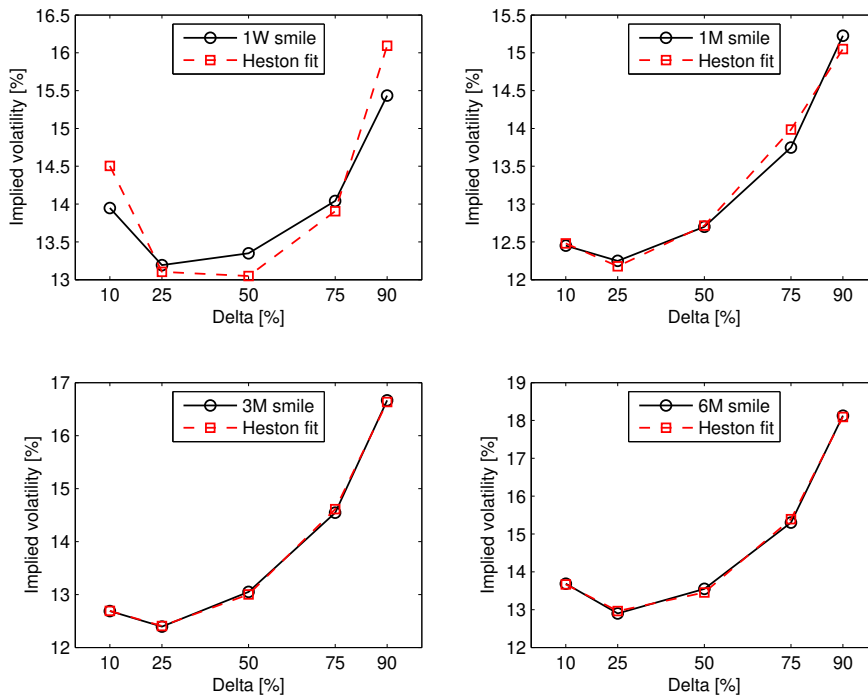 1W smile
Heston fit
Implied volatility [%]
16.5
16
15.5
15
14.5
14
13.5
13
10 25 50 75 90
Delta [%]
1M smile
Heston fit
Implied volatility [%]
15.5
15
14.5
14
13.5
13
12.5
12
10 25 50 75 90
Delta [%]
3M smile
Heston fit
Implied volatility [%]
17
16
15
14
13
12
10 25 50 75 90
Delta [%]
6M smile
Heston fit
Implied volatility [%]
19
18
17
16
15
14
13
12
10 25 50 75 90
Delta [%]